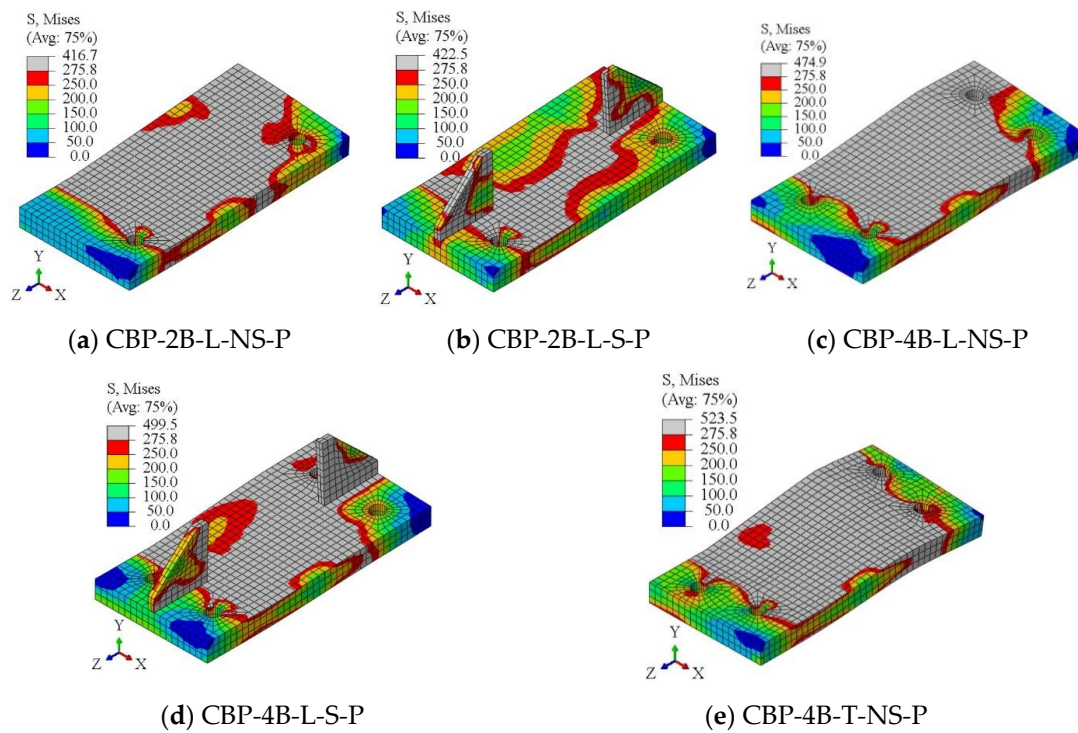 S, Mises
(Avg: 75%)
416.7
275.8
250.0
200.0
150.0
100.0
50.0
0.0
Y
Z X
(a) CBP-2B-L-NS-P
S, Mises
(Avg: 75%)
422.5
275.8
250.0
200.0
150.0
100.0
50.0
0.0
Y
Z X
(b) CBP-2B-L-S-P
S, Mises
(Avg: 75%)
474.9
275.8
250.0
200.0
150.0
100.0
50.0
0.0
Y
Z X
(c) CBP-4B-L-NS-P
S, Mises
(Avg: 75%)
499.5
275.8
250.0
200.0
150.0
100.0
50.0
0.0
Y
Z X
(d) CBP-4B-L-S-P
S, Mises
(Avg: 75%)
523.5
275.8
250.0
200.0
150.0
100.0
50.0
0.0
Y
Z X
(e) CBP-4B-T-NS-P